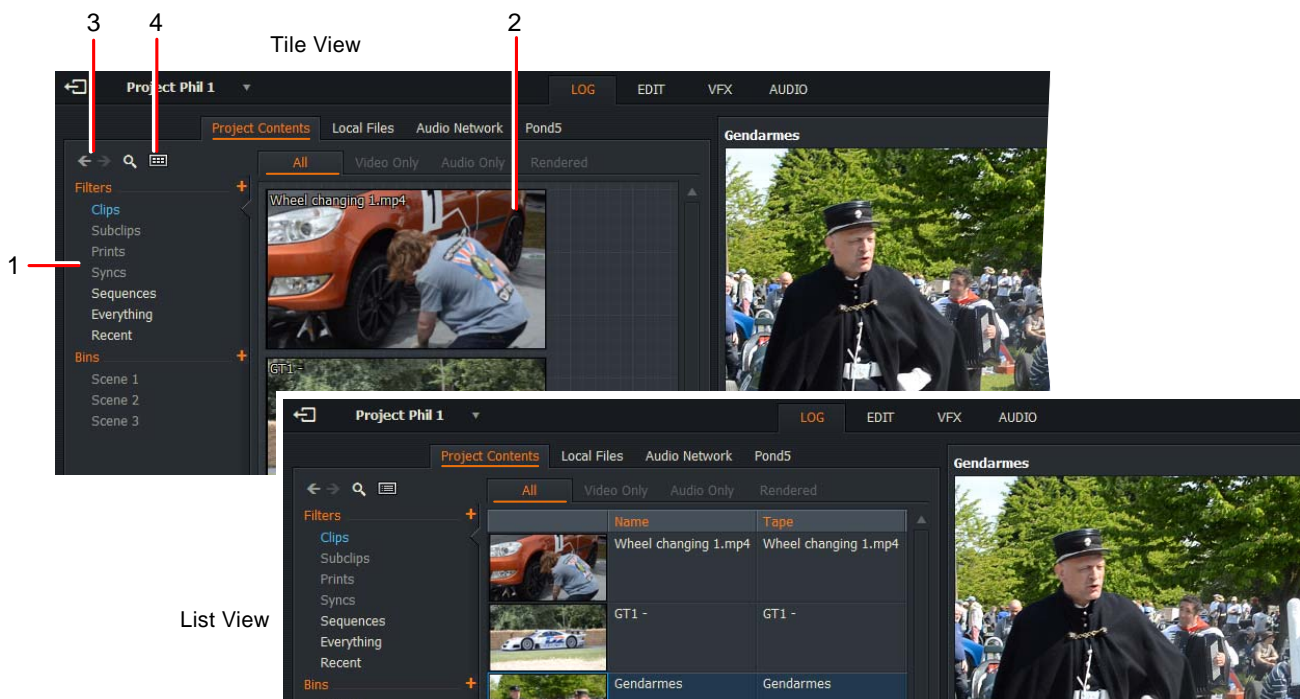 3 4 2
Tile View
Project Phil 1 LOG EDIT VFX AUDIO
Project Contents Local Files Audio Network Pond5
Gendarmes
All Video Only Audio Only Rendered
Filters +
Wheel changing 1.mp4
Clips
Subclips
Prints
1
Syncs
Sequences
Everything
Recent
Bins +
GT1 -
Scene 1
Scene 2
Scene 3
Project Phil 1 LOG EDIT VFX AUDIO
Project Contents Local Files Audio Network Pond5
Gendarmes
All Video Only Audio Only Rendered
Filters +
Name Tape
Clips
Wheel changing 1.mp4 Wheel changing 1.mp4
Subclips
Prints
Syncs
List View
Sequences
GT1 - GT1 -
Everything
Recent
Bins +
Gendarmes Gendarmes